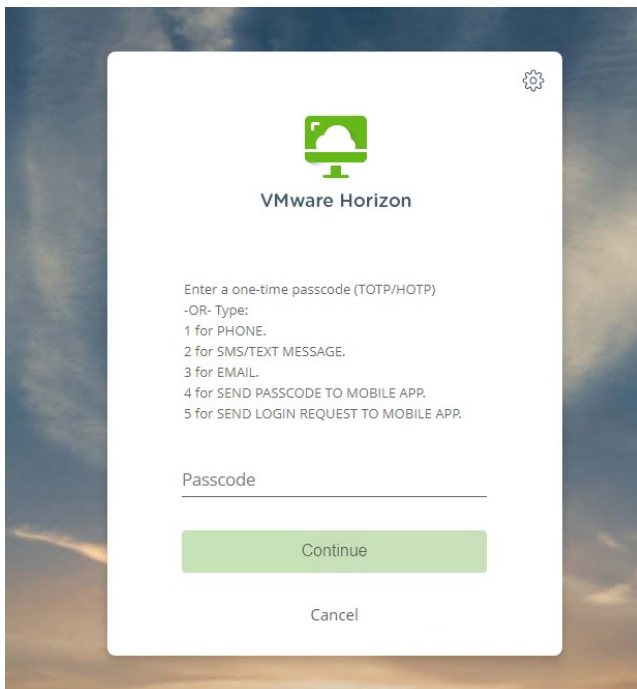 VMware Horizon
Enter a one-time passcode (TOTP/HOTP)
-OR- Type:
1 for PHONE.
2 for SMS/TEXT MESSAGE.
3 for EMAIL.
4 for SEND PASSCODE TO MOBILE APP.
5 for SEND LOGIN REQUEST TO MOBILE APP.
Passcode
Continue
Cancel